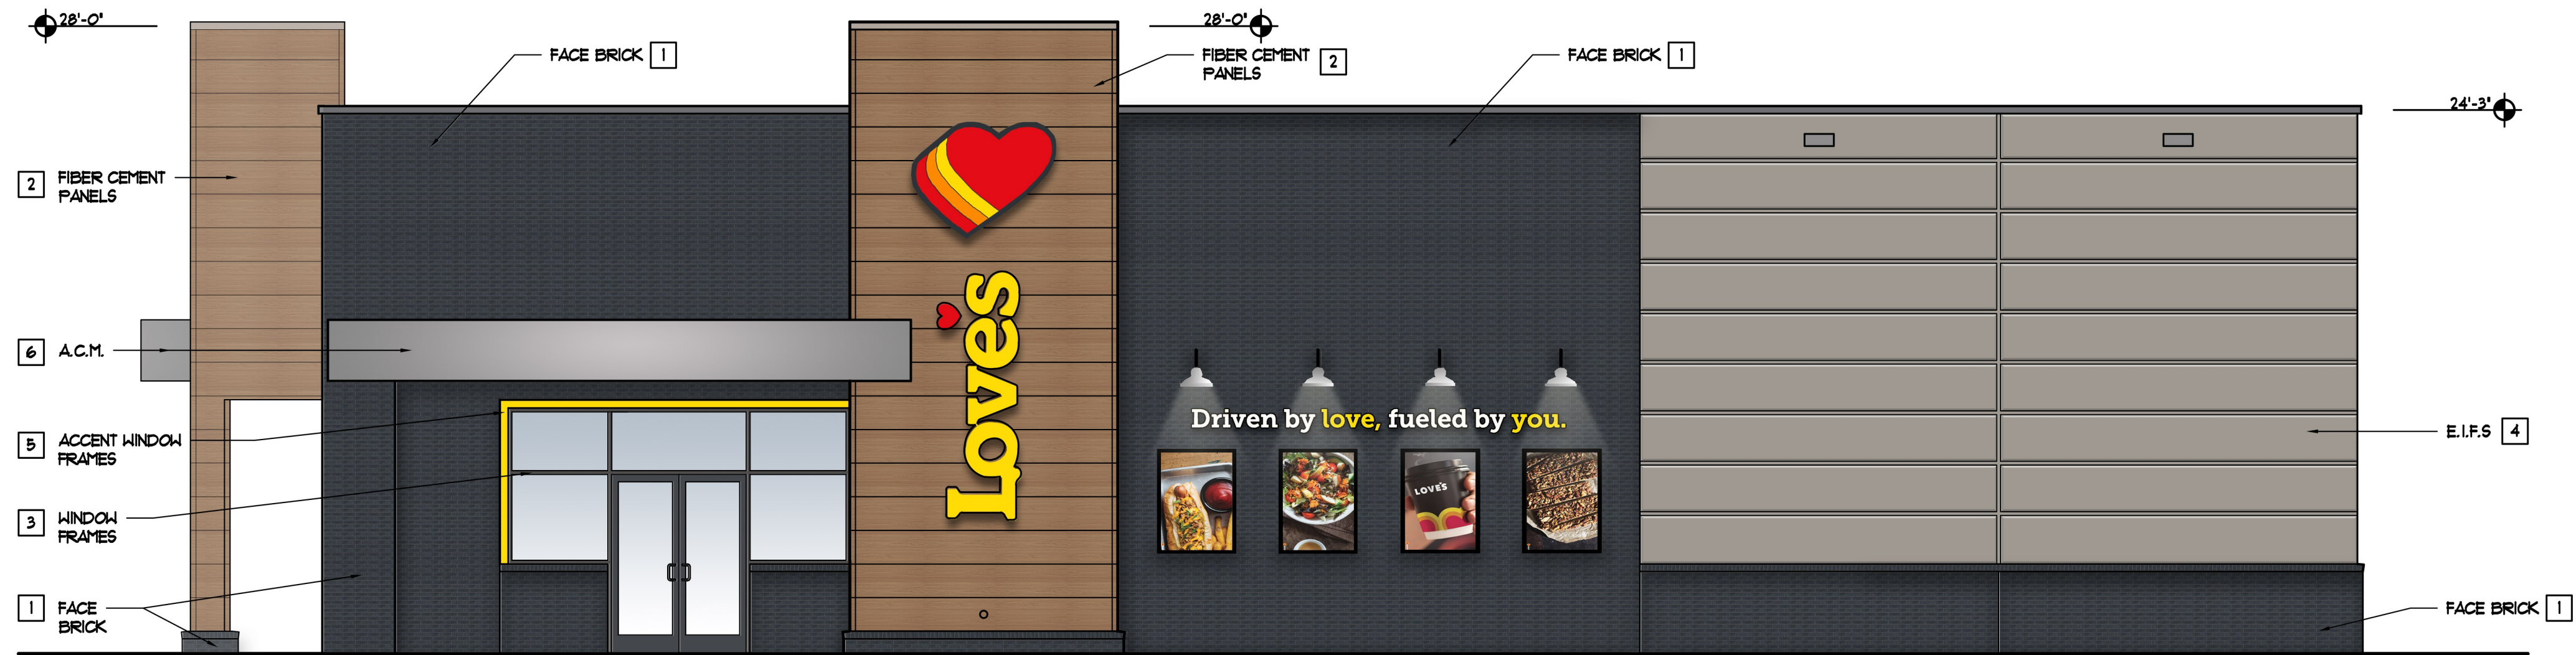 28'-0"
28'-0"
FACE BRICK 1
FIBER CEMENT
PANELS 2
FACE BRICK 1
24'-3"
2 FIBER CEMENT
PANELS
6 A.C.M.
Love's
Driven by love, fueled by you.
5 ACCENT WINDOW
FRAMES
E.I.F.S 4
LOVE'S
3 WINDOW
FRAMES
1 FACE
BRICK
FACE BRICK 1